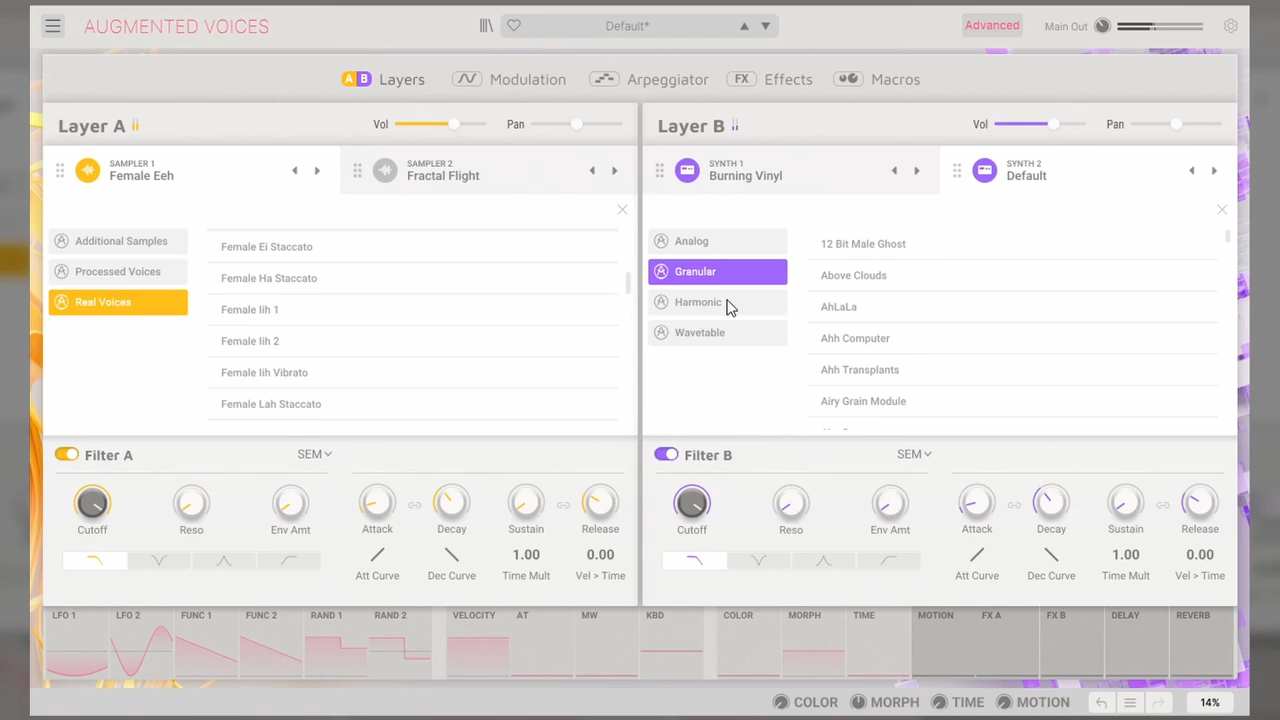 AUGMENTED VOICES
Default*
Advanced
Main Out
A B Layers
Modulation
Arpeggiator
FX Effects
Macros
Layer A
Vol
Pan
Layer B
Vol
Pan
SAMPLER 1
Female Eeh
SAMPLER 2
Fractal Flight
SYNTH 1
Burning Vinyl
SYNTH 2
Default
Additional Samples
Processed Voices
Real Voices
Female Ei Staccato
Female Ha Staccato
Female Iih 1
Female Iih 2
Female Iih Vibrato
Female Lah Staccato
Analog
Granular
Harmonic
Wavetable
12 Bit Male Ghost
Above Clouds
AhLaLa
Ahh Computer
Ahh Transplants
Airy Grain Module
Filter A
SEM
Cutoff
Reso
Env Amt
Attack
Decay
Sustain
Release
1.00
0.00
Att Curve
Dec Curve
Time Mult
Vel > Time
Filter B
SEM
Cutoff
Reso
Env Amt
Attack
Decay
Sustain
Release
1.00
0.00
Att Curve
Dec Curve
Time Mult
Vel > Time
LFO 1
LFO 2
FUNC 1
FUNC 2
RAND 1
RAND 2
VELOCITY
AT
MW
KBD
COLOR
MORPH
TIME
MOTION
FX A
FX B
DELAY
REVERB
COLOR
MORPH
TIME
MOTION
14%